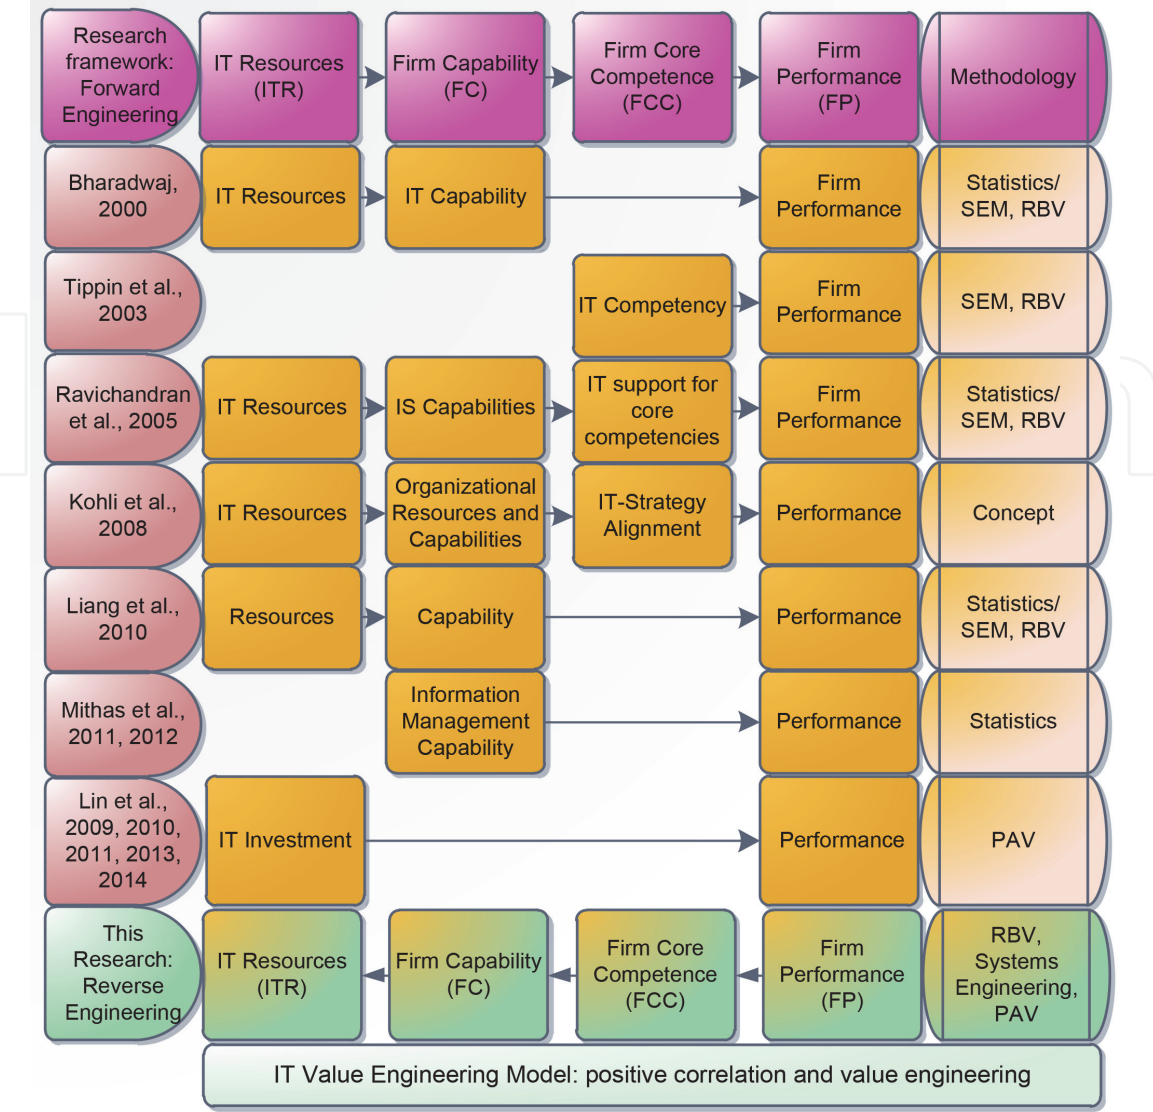 Research
framework:
Forward
Engineering
IT Resources
(ITR)
Firm Capability
(FC)
Firm Core
Competence
(FCC)
Firm
Performance
(FP)
Methodology
Bharadwaj,
2000
IT Resources
IT Capability
Firm
Performance
Statistics/
SEM, RBV
Tippin et al.,
2003
IT Competency
Firm
Performance
SEM, RBV
Ravichandran
et al., 2005
IT Resources
IS Capabilities
IT support for
core
competencies
Firm
Performance
Statistics/
SEM, RBV
Kohli et al.,
2008
IT Resources
Organizational
Resources and
Capabilities
IT-Strategy
Alignment
Performance
Concept
Liang et al.,
2010
Resources
Capability
Performance
Statistics/
SEM, RBV
Mithas et al.,
2011, 2012
Information
Management
Capability
Performance
Statistics
Lin et al.,
2009, 2010,
2011, 2013,
2014
IT Investment
Performance
PAV
This
Research:
Reverse
Engineering
IT Resources
(ITR)
Firm Capability
(FC)
Firm Core
Competence
(FCC)
Firm
Performance
(FP)
RBV,
Systems
Engineering,
PAV
IT Value Engineering Model: positive correlation and value engineering